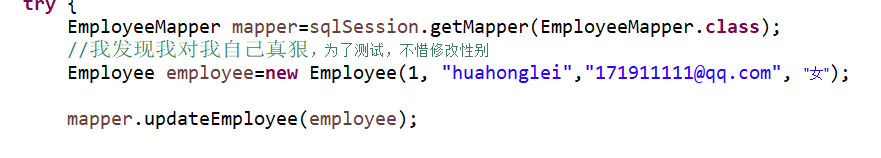 try {
EmployeeMapper mapper=sqlSession.getMapper(EmployeeMapper.class);
//我发现我对我自己真狠，为了测试，不惜修改性别
Employee employee=new Employee(1, "huahonglei","171911111@qq.com", "女");
mapper.updateEmployee(employee);